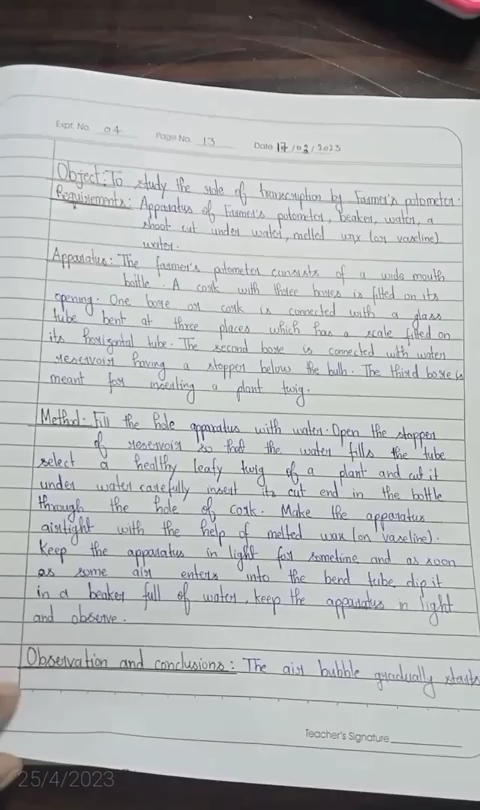 Expt. No. 04 Page No. 13 Date 17/02/2023
Object: To study the role of transcription by Farmer's potometer.
Requirements: Apparatus of Farmer's potometer, beaker, water, a
shoot cut under water, melted wax (or vaseline)
water.
Apparatus: The farmer's potometer consists of a wide mouth
bottle. A cork with three bores is fitted on its
opening. One bore on cork is connected with a glass
tube bent at three places which has a scale fitted on
its horizontal tube. The second bore is connected with water
reservoir having a stopper below the bulb. The third bore is
meant for inserting a plant twig.
Method: Fill the hole apparatus with water. Open the stopper
of reservoir so that the water fills the tube
select a healthy leafy twig of a plant and cut it
under water carefully insert its cut end in the bottle
through the hole of cork. Make the apparatus
airtight with the help of melted wax (or vaseline).
Keep the apparatus in light for sometime and as soon
as some air enters into the bend tube, dip it
in a beaker full of water, keep the apparatus in light
and observe.
Observation and conclusions: The air bubble gradually starts
Teacher's Signature
25/4/2023